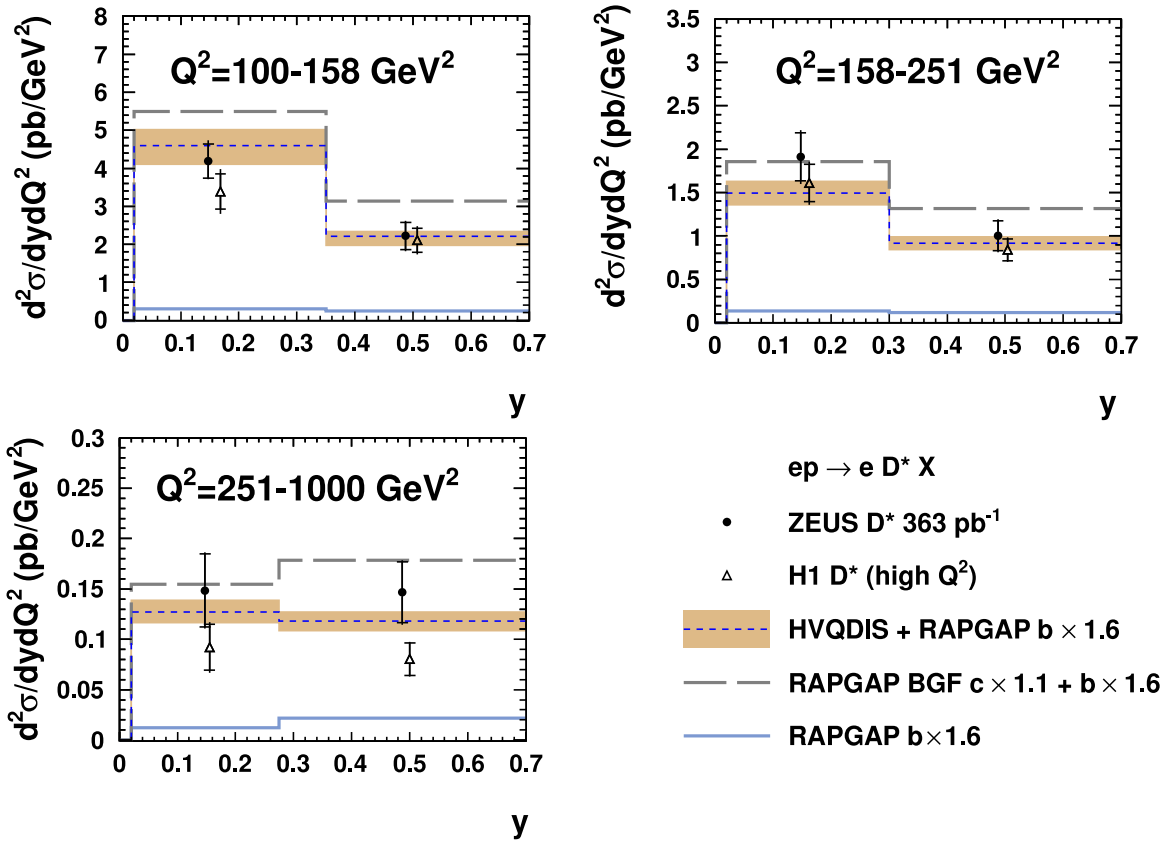 d²σ/dydQ² (pb/GeV²)
8
7
6
5
4
3
2
1
0
Q²=100-158 GeV²
0 0.1 0.2 0.3 0.4 0.5 0.6 0.7
y
d²σ/dydQ² (pb/GeV²)
3.5
3
2.5
2
1.5
1
0.5
0
Q²=158-251 GeV²
0 0.1 0.2 0.3 0.4 0.5 0.6 0.7
y
d²σ/dydQ² (pb/GeV²)
0.3
0.25
0.2
0.15
0.1
0.05
0
Q²=251-1000 GeV²
0 0.1 0.2 0.3 0.4 0.5 0.6 0.7
y
ep → e D* X
ZEUS D* 363 pb⁻¹
H1 D* (high Q²)
HVQDIS + RAPGAP b × 1.6
RAPGAP BGF c × 1.1 + b × 1.6
RAPGAP b×1.6